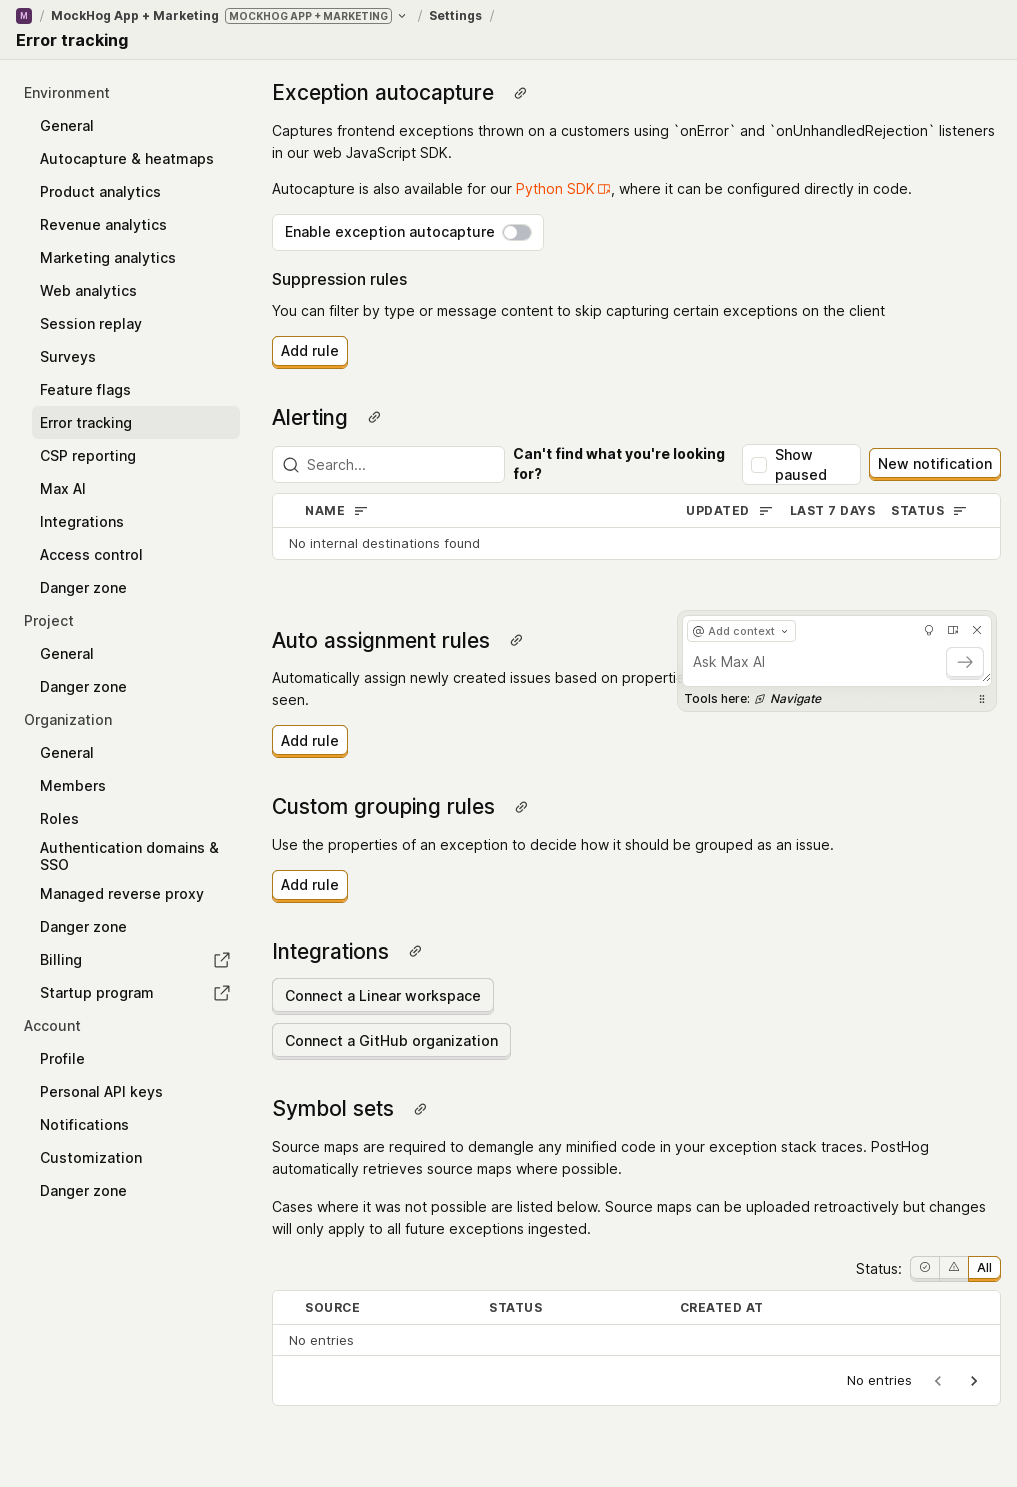 M / MockHog App + Marketing MOCKHOG APP + MARKETING / Settings /
Error tracking
Environment
General
Autocapture & heatmaps
Product analytics
Revenue analytics
Marketing analytics
Web analytics
Session replay
Surveys
Feature flags
Error tracking
CSP reporting
Max AI
Integrations
Access control
Danger zone
Project
General
Danger zone
Organization
General
Members
Roles
Authentication domains &
SSO
Managed reverse proxy
Danger zone
Billing
Startup program
Account
Profile
Personal API keys
Notifications
Customization
Danger zone
Exception autocapture
Captures frontend exceptions thrown on a customers using `onError` and `onUnhandledRejection` listeners
in our web JavaScript SDK.
Autocapture is also available for our Python SDK, where it can be configured directly in code.
Enable exception autocapture
Suppression rules
You can filter by type or message content to skip capturing certain exceptions on the client
Add rule
Alerting
Search...
Can't find what you're looking
for?
Show
paused
New notification
NAME UPDATED LAST 7 DAYS STATUS
No internal destinations found
Auto assignment rules
Automatically assign newly created issues based on properti
seen.
Add rule
@ Add context
Ask Max AI
Tools here: Navigate
Custom grouping rules
Use the properties of an exception to decide how it should be grouped as an issue.
Add rule
Integrations
Connect a Linear workspace
Connect a GitHub organization
Symbol sets
Source maps are required to demangle any minified code in your exception stack traces. PostHog
automatically retrieves source maps where possible.
Cases where it was not possible are listed below. Source maps can be uploaded retroactively but changes
will only apply to all future exceptions ingested.
Status: All
SOURCE STATUS CREATED AT
No entries
No entries